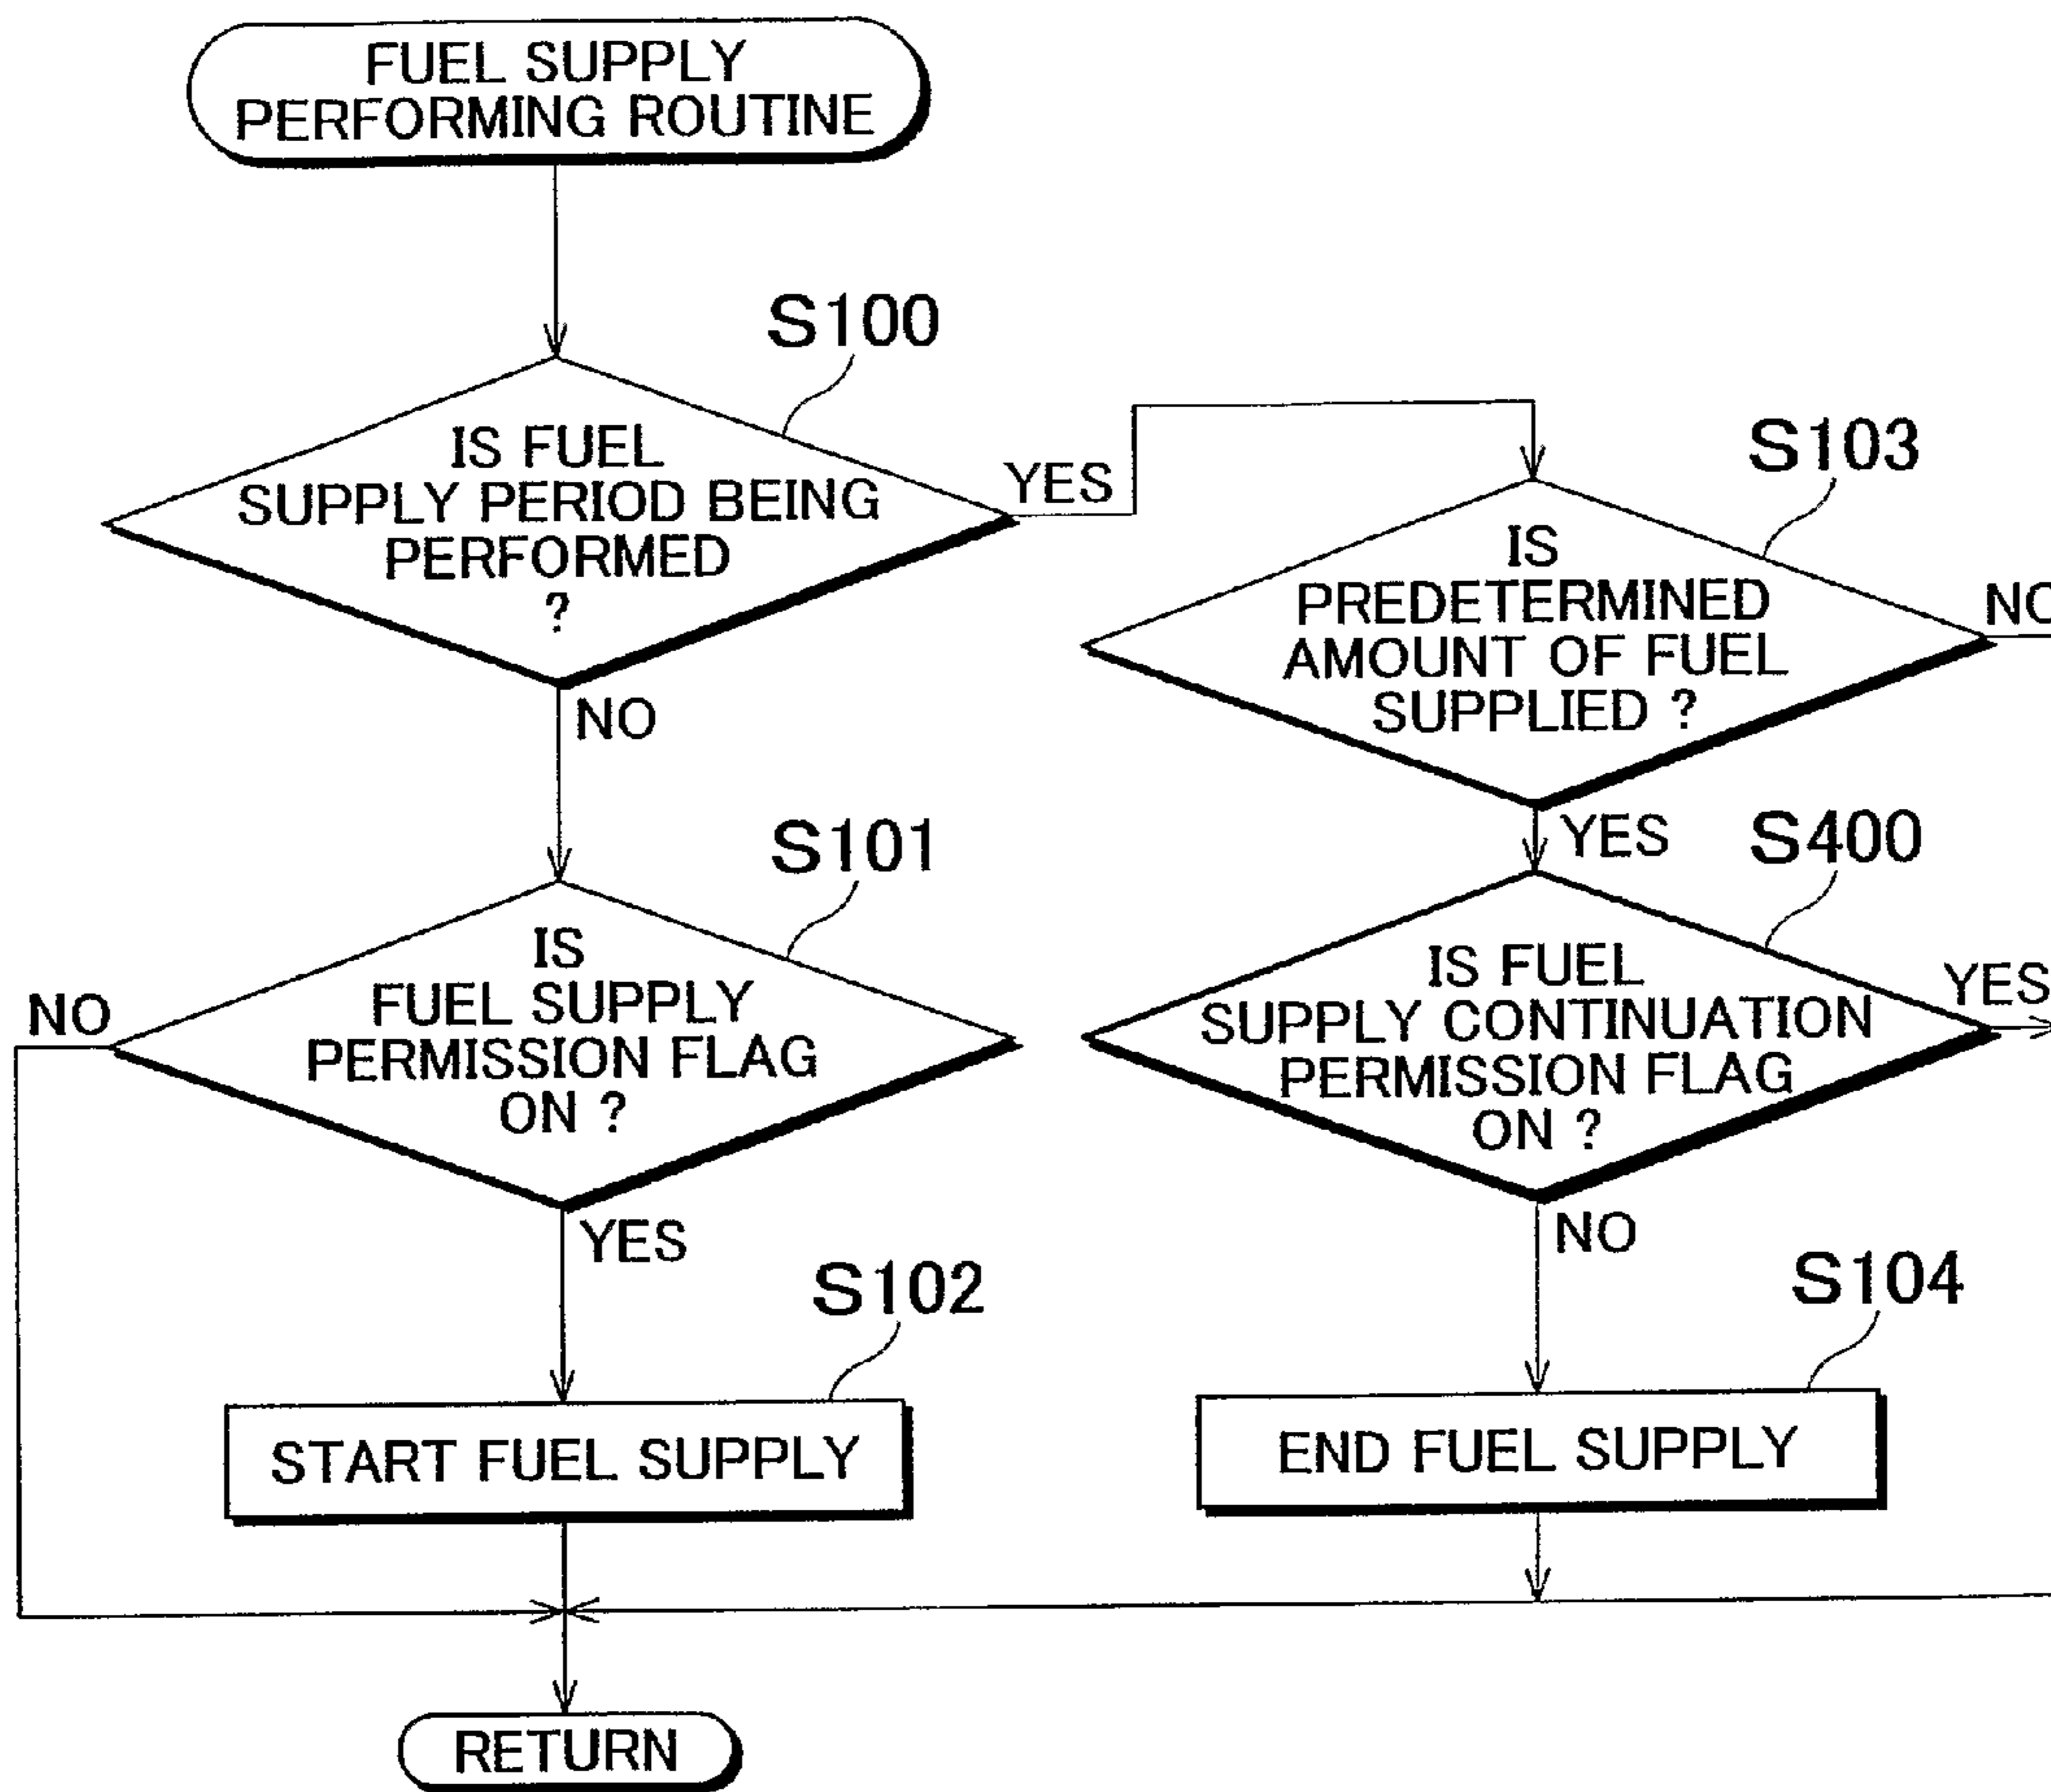 FUEL SUPPLY
PERFORMING ROUTINE
S100
IS FUEL
SUPPLY PERIOD BEING
PERFORMED
?
YES
NO
S103
IS
PREDETERMINED
AMOUNT OF FUEL
SUPPLIED ?
NO
YES
S101
IS
FUEL SUPPLY
PERMISSION FLAG
ON ?
NO
YES
S400
IS FUEL
SUPPLY CONTINUATION
PERMISSION FLAG
ON ?
YES
NO
S102
START FUEL SUPPLY
S104
END FUEL SUPPLY
RETURN